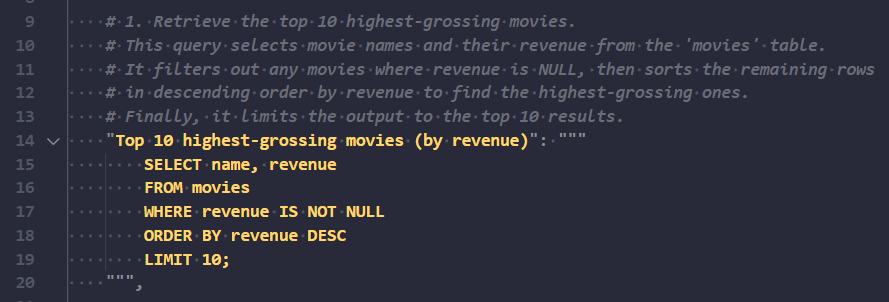 9 # 1. Retrieve the top 10 highest-grossing movies.
10 # This query selects movie names and their revenue from the 'movies' table.
11 # It filters out any movies where revenue is NULL, then sorts the remaining rows
12 # in descending order by revenue to find the highest-grossing ones.
13 # Finally, it limits the output to the top 10 results.
14 "Top 10 highest-grossing movies (by revenue)": """
15 SELECT name, revenue
16 FROM movies
17 WHERE revenue IS NOT NULL
18 ORDER BY revenue DESC
19 LIMIT 10;
20 """,